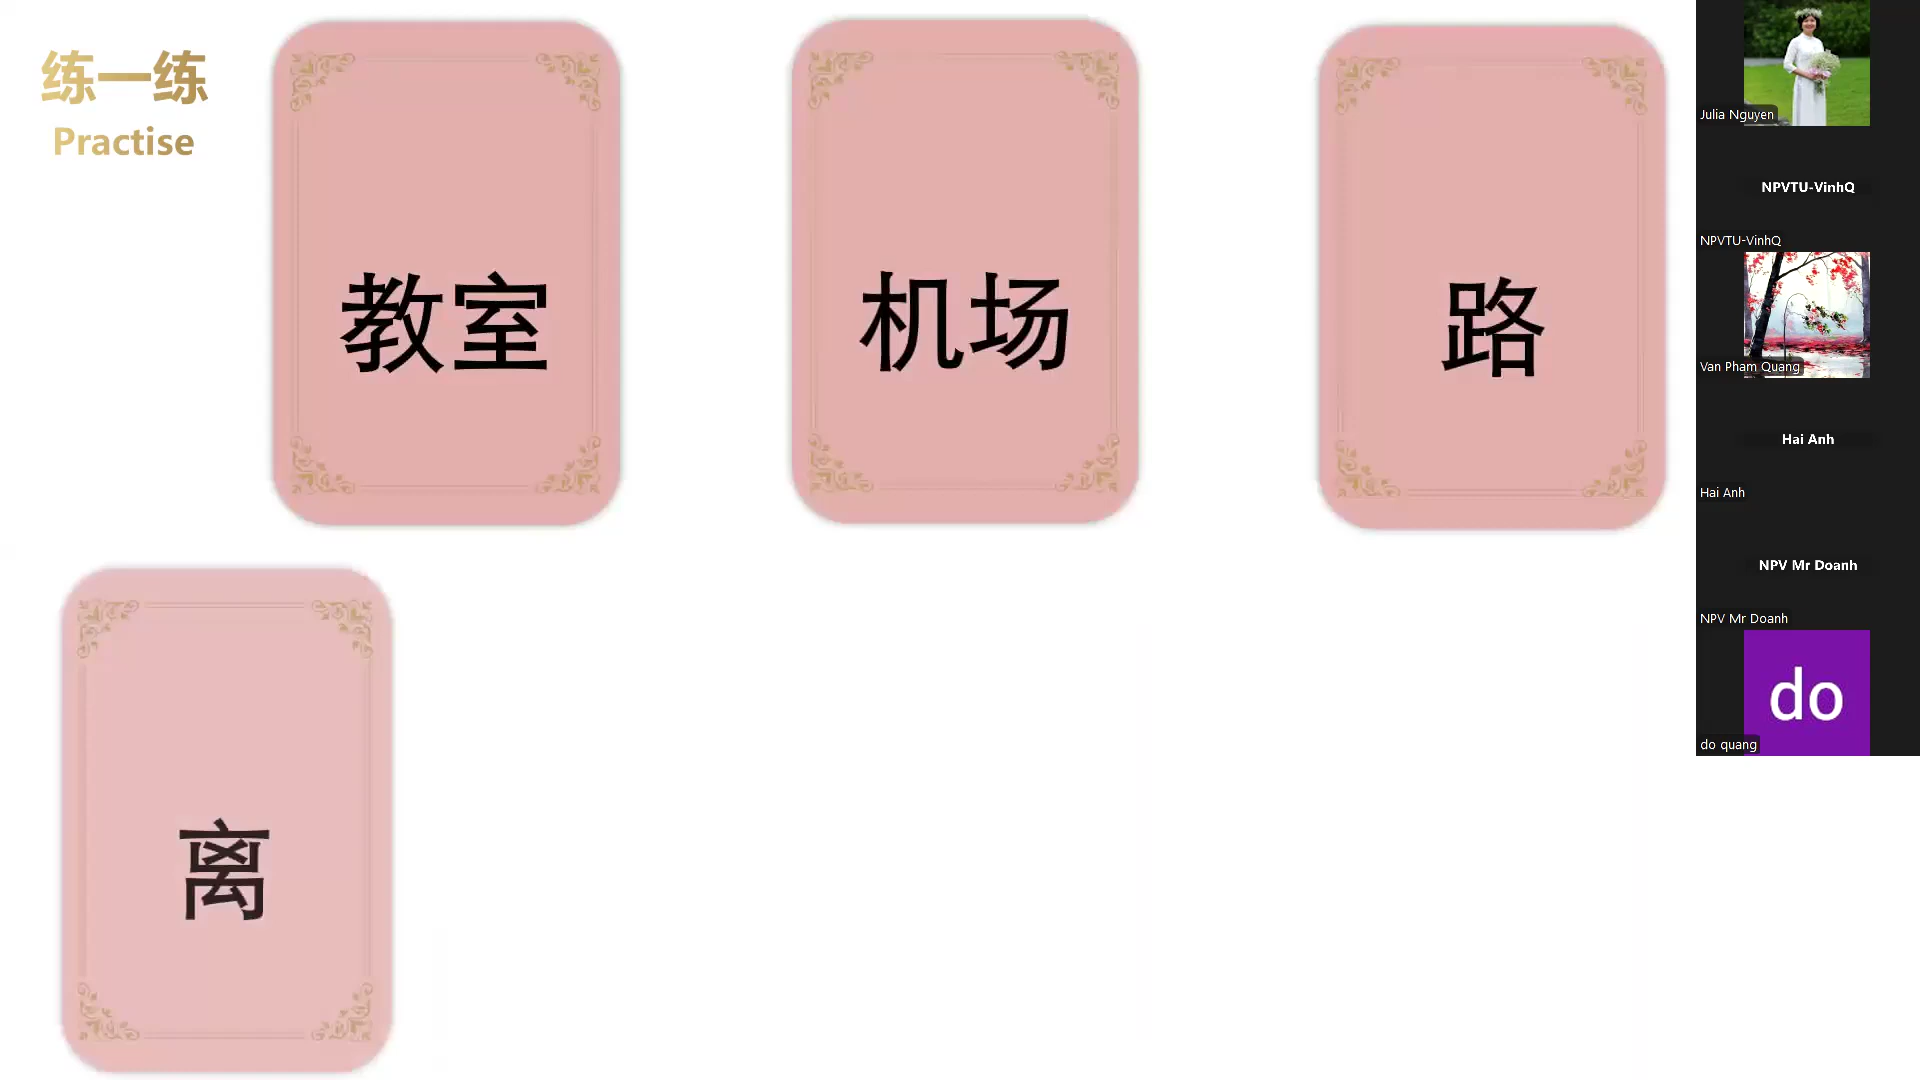 练一练
Practise
教室
机场
路
离
Julia Nguyen
NPVTU-VinhQ
NPVTU-VinhQ
Van Pham Quang
Hai Anh
Hai Anh
NPV Mr Doanh
NPV Mr Doanh
do
do quang